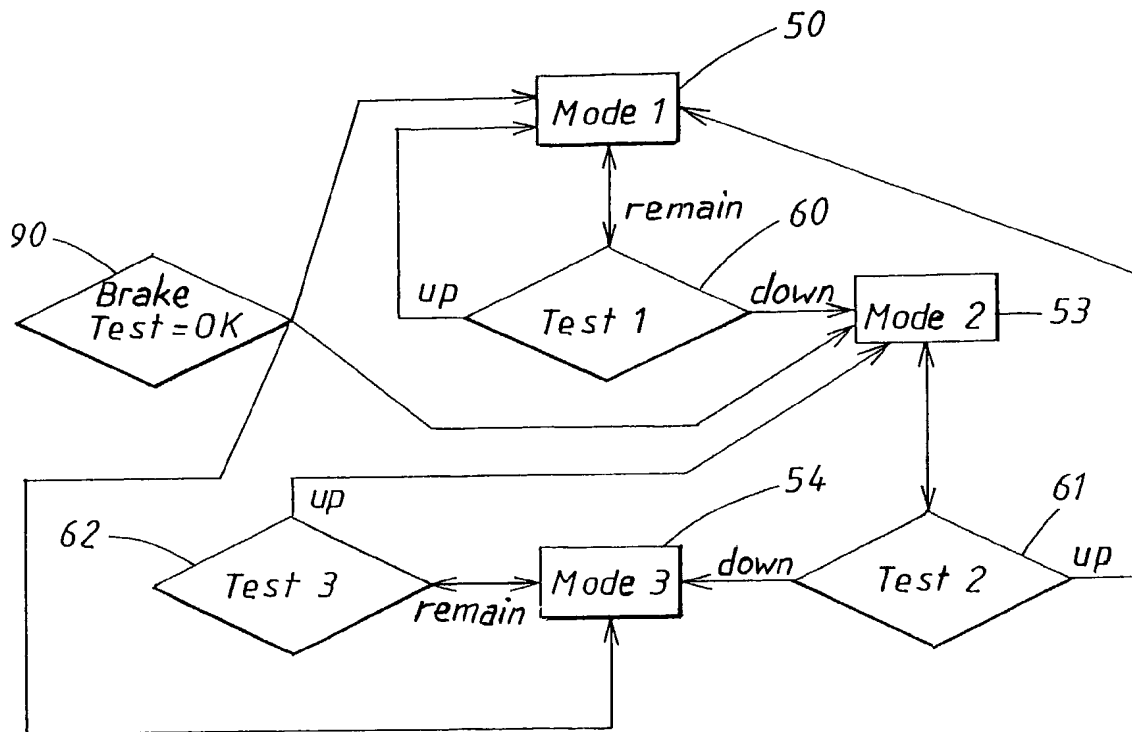 50
Mode 1
remain
60
90
Brake
Test = OK
up
Test 1
down
Mode 2
53
54
61
62
up
Test 3
remain
Mode 3
down
Test 2
up